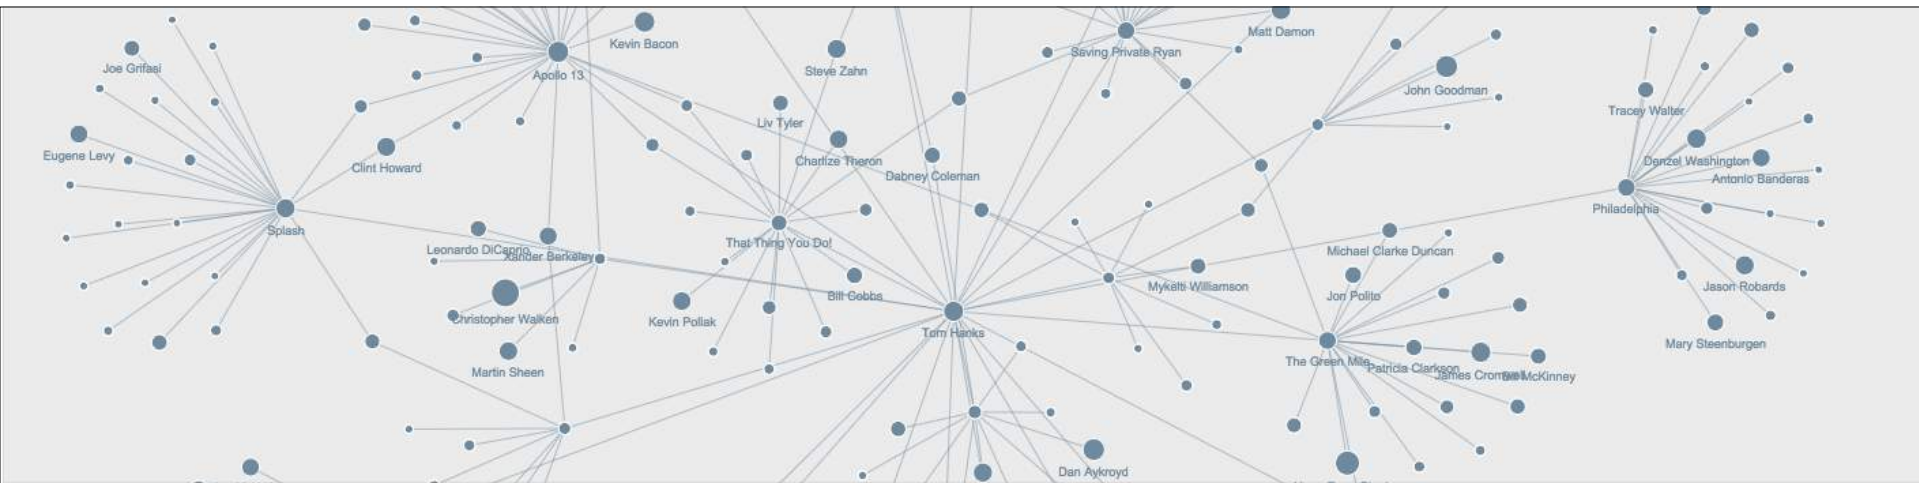 Kevin Bacon
Matt Damon
Saving Private Ryan
Joe Grifasi
Apollo 13
Steve Zahn
John Goodman
Tracey Walter
Liv Tyler
Eugene Levy
Clint Howard
Charlize Theron
Dabney Coleman
Denzel Washington
Antonio Banderas
Philadelphia
Splash
Leonardo DiCaprio
Xander Berkeley
That Thing You Do!
Michael Clarke Duncan
Mykelti Williamson
Jon Polito
Jason Robards
Bill Cobbs
Christopher Walken
Kevin Pollak
Tom Hanks
Mary Steenburgen
The Green Mile
Patricia Clarkson
James Cromwell
McKinney
Martin Sheen
Dan Aykroyd